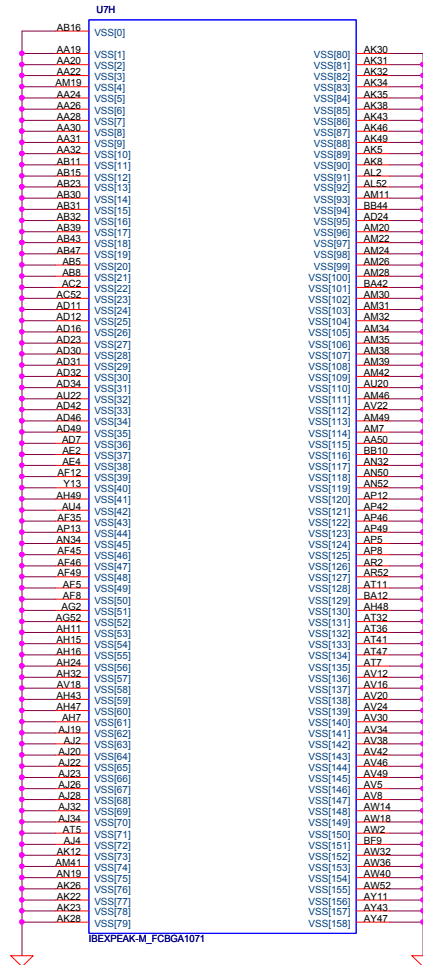 U7H
AB16 VSS[0]
AA19 VSS[1] VSS[80] AK30
AA20 VSS[2] VSS[81] AK31
AA22 VSS[3] VSS[82] AK32
AM19 VSS[4] VSS[83] AK34
AA24 VSS[5] VSS[84] AK35
AA26 VSS[6] VSS[85] AK38
AA28 VSS[7] VSS[86] AK43
AA30 VSS[8] VSS[87] AK46
AA31 VSS[9] VSS[88] AK49
AA32 VSS[10] VSS[89] AK5
AB11 VSS[11] VSS[90] AK8
AB15 VSS[12] VSS[91] AL2
AB23 VSS[13] VSS[92] AL52
AB30 VSS[14] VSS[93] AM11
AB31 VSS[15] VSS[94] BB44
AB32 VSS[16] VSS[95] AD24
AB39 VSS[17] VSS[96] AM20
AB43 VSS[18] VSS[97] AM22
AB47 VSS[19] VSS[98] AM24
AB5 VSS[20] VSS[99] AM26
AB8 VSS[21] VSS[100] AM28
AC2 VSS[22] VSS[101] BA42
AC52 VSS[23] VSS[102] AM30
AD11 VSS[24] VSS[103] AM31
AD12 VSS[25] VSS[104] AM32
AD16 VSS[26] VSS[105] AM34
AD23 VSS[27] VSS[106] AM35
AD30 VSS[28] VSS[107] AM38
AD31 VSS[29] VSS[108] AM39
AD32 VSS[30] VSS[109] AM42
AD34 VSS[31] VSS[110] AU20
AU22 VSS[32] VSS[111] AM46
AD42 VSS[33] VSS[112] AV22
AD46 VSS[34] VSS[113] AM49
AD49 VSS[35] VSS[114] AM7
AD7 VSS[36] VSS[115] AA50
AE2 VSS[37] VSS[116] BB10
AE4 VSS[38] VSS[117] AN32
AF12 VSS[39] VSS[118] AN50
Y13 VSS[40] VSS[119] AN52
AH49 VSS[41] VSS[120] AP12
AU4 VSS[42] VSS[121] AP42
AF35 VSS[43] VSS[122] AP46
AP13 VSS[44] VSS[123] AP49
AN34 VSS[45] VSS[124] AP5
AF45 VSS[46] VSS[125] AP8
AF46 VSS[47] VSS[126] AR2
AF49 VSS[48] VSS[127] AR52
AF5 VSS[49] VSS[128] AT11
AF8 VSS[50] VSS[129] BA12
AG2 VSS[51] VSS[130] AH48
AG52 VSS[52] VSS[131] AT32
AH11 VSS[53] VSS[132] AT36
AH15 VSS[54] VSS[133] AT41
AH16 VSS[55] VSS[134] AT47
AH24 VSS[56] VSS[135] AT7
AH32 VSS[57] VSS[136] AV12
AV18 VSS[58] VSS[137] AV16
AH43 VSS[59] VSS[138] AV20
AH47 VSS[60] VSS[139] AV24
AH7 VSS[61] VSS[140] AV30
AJ19 VSS[62] VSS[141] AV34
AJ2 VSS[63] VSS[142] AV38
AJ20 VSS[64] VSS[143] AV42
AJ22 VSS[65] VSS[144] AV46
AJ23 VSS[66] VSS[145] AV49
AJ26 VSS[67] VSS[146] AV5
AJ28 VSS[68] VSS[147] AV8
AJ32 VSS[69] VSS[148] AW14
AJ34 VSS[70] VSS[149] AW18
AT5 VSS[71] VSS[150] AW2
AJ4 VSS[72] VSS[151] BF9
AK12 VSS[73] VSS[152] AW32
AM41 VSS[74] VSS[153] AW36
AN19 VSS[75] VSS[154] AW40
AK26 VSS[76] VSS[155] AW52
AK22 VSS[77] VSS[156] AY11
AK23 VSS[78] VSS[157] AY43
AK28 VSS[79] VSS[158] AY47
IBEXPEAK-M_FCBGA1071